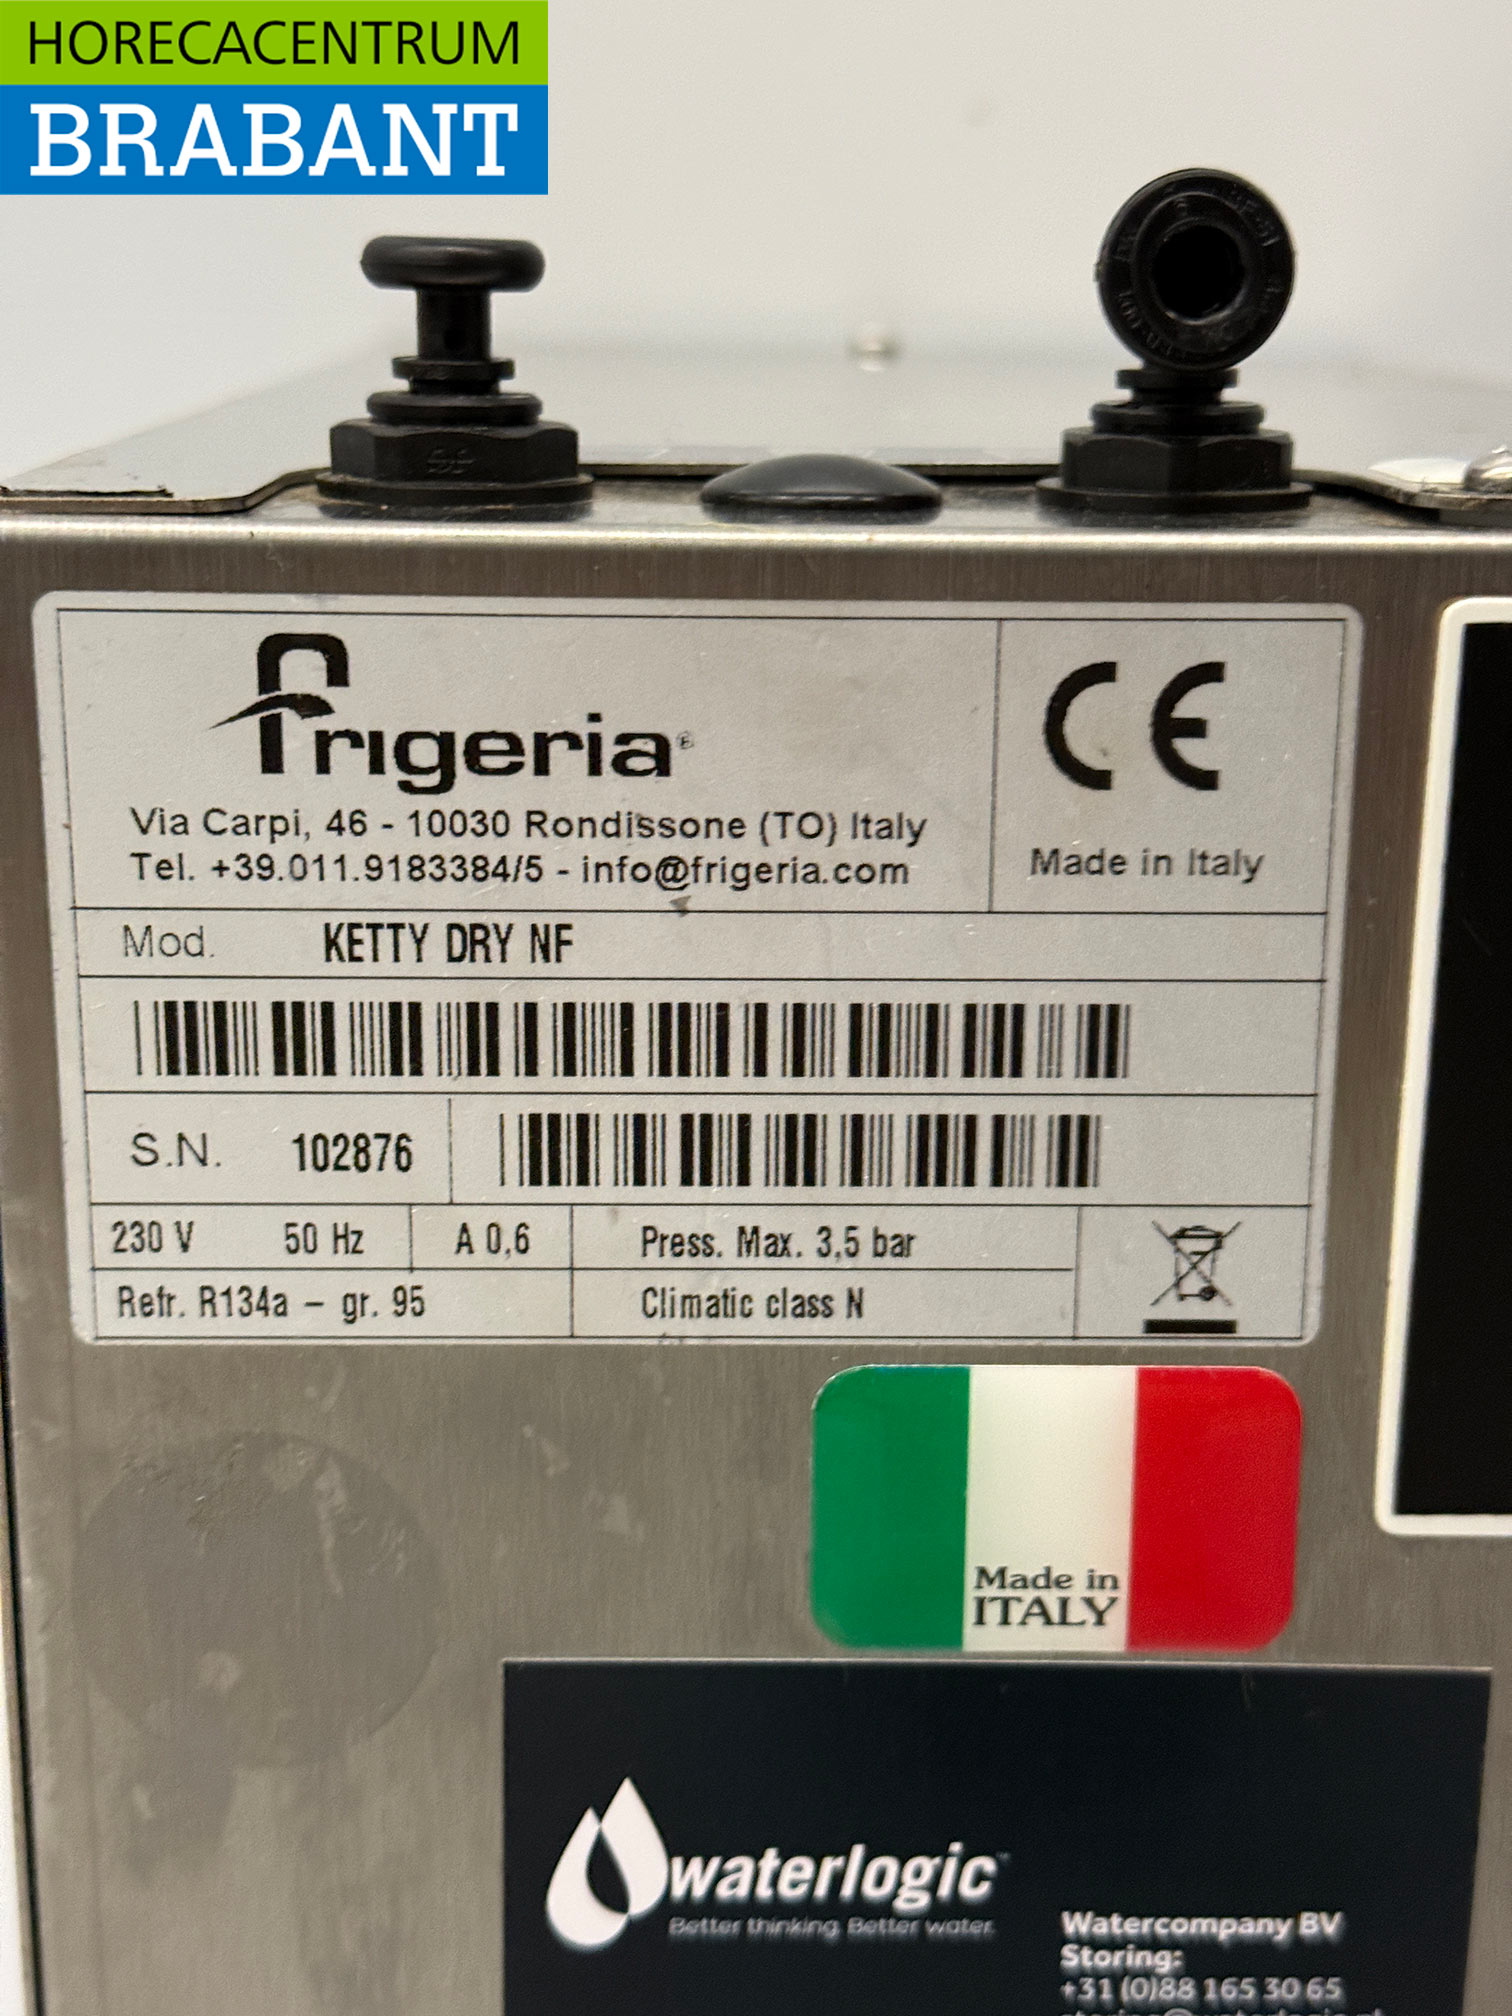 HORECACENTRUM
BRABANT
frigeria®
Via Carpi, 46 - 10030 Rondissone (TO) Italy
Tel. +39.011.9183384/5 - info@frigeria.com
CE
Made in Italy
Mod. KETTY DRY NF
S.N. 102876
230 V 50 Hz A 0,6 Press. Max. 3,5 bar
Refr. R134a – gr. 95 Climatic class N
Made in
ITALY
waterlogic™
Better thinking. Better water.
Watercompany BV
Storing:
+31 (0)88 165 30 65